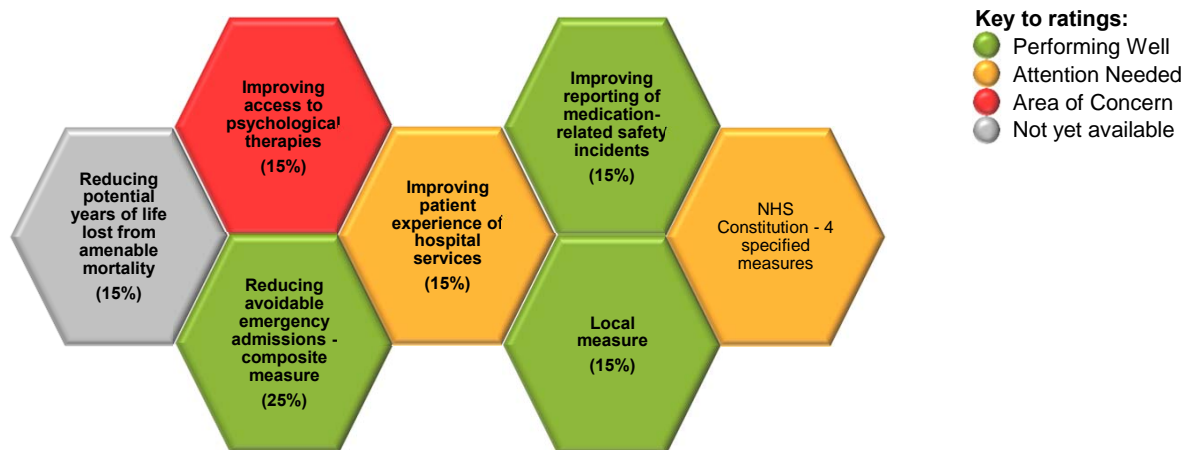 Reducing
potential
years of life
lost from
amenable
mortality
(15%)
Improving
access to
psychological
therapies
(15%)
Reducing
avoidable
emergency
admissions -
composite
measure
(25%)
Improving
patient
experience of
hospital
services
(15%)
Improving
reporting of
medication-
related safety
incidents
(15%)
Local
measure
(15%)
NHS
Constitution - 4
specified
measures
Key to ratings:
Performing Well
Attention Needed
Area of Concern
Not yet available